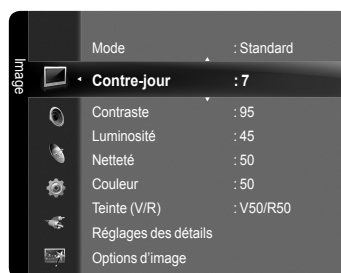 Image
Mode : Standard
Contre-jour : 7
Contraste : 95
Luminosité : 45
Netteté : 50
Couleur : 50
Teinte (V/R) : V50/R50
Réglages des détails
Options d'image